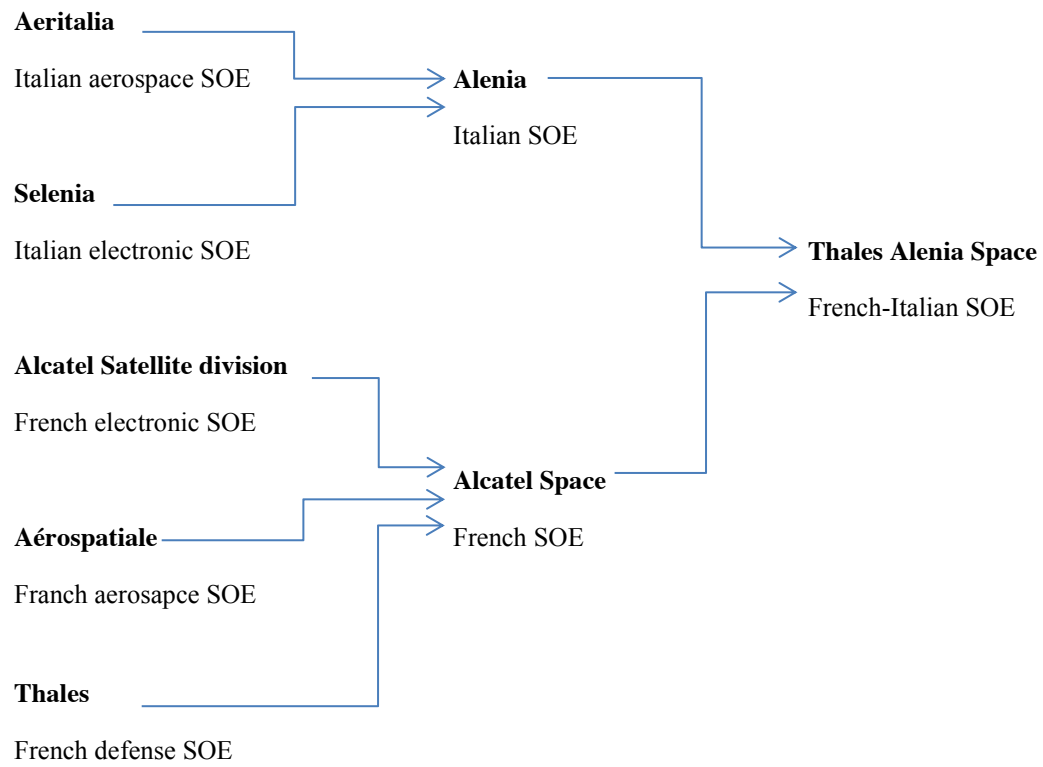 Aeritalia
Italian aerospace SOE
Alenia
Italian SOE
Selenia
Italian electronic SOE
Thales Alenia Space
French-Italian SOE
Alcatel Satellite division
French electronic SOE
Alcatel Space
French SOE
Aérospatiale
Franch aerosapce SOE
Thales
French defense SOE